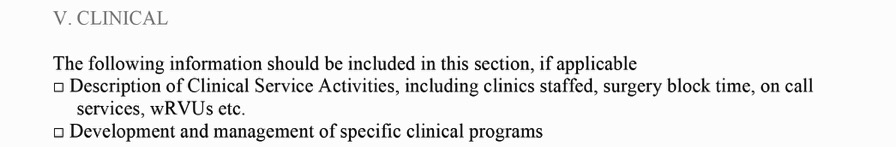 V. CLINICAL
The following information should be included in this section, if applicable
□ Description of Clinical Service Activities, including clinics staffed, surgery block time, on call
services, wRVUs etc.
□ Development and management of specific clinical programs